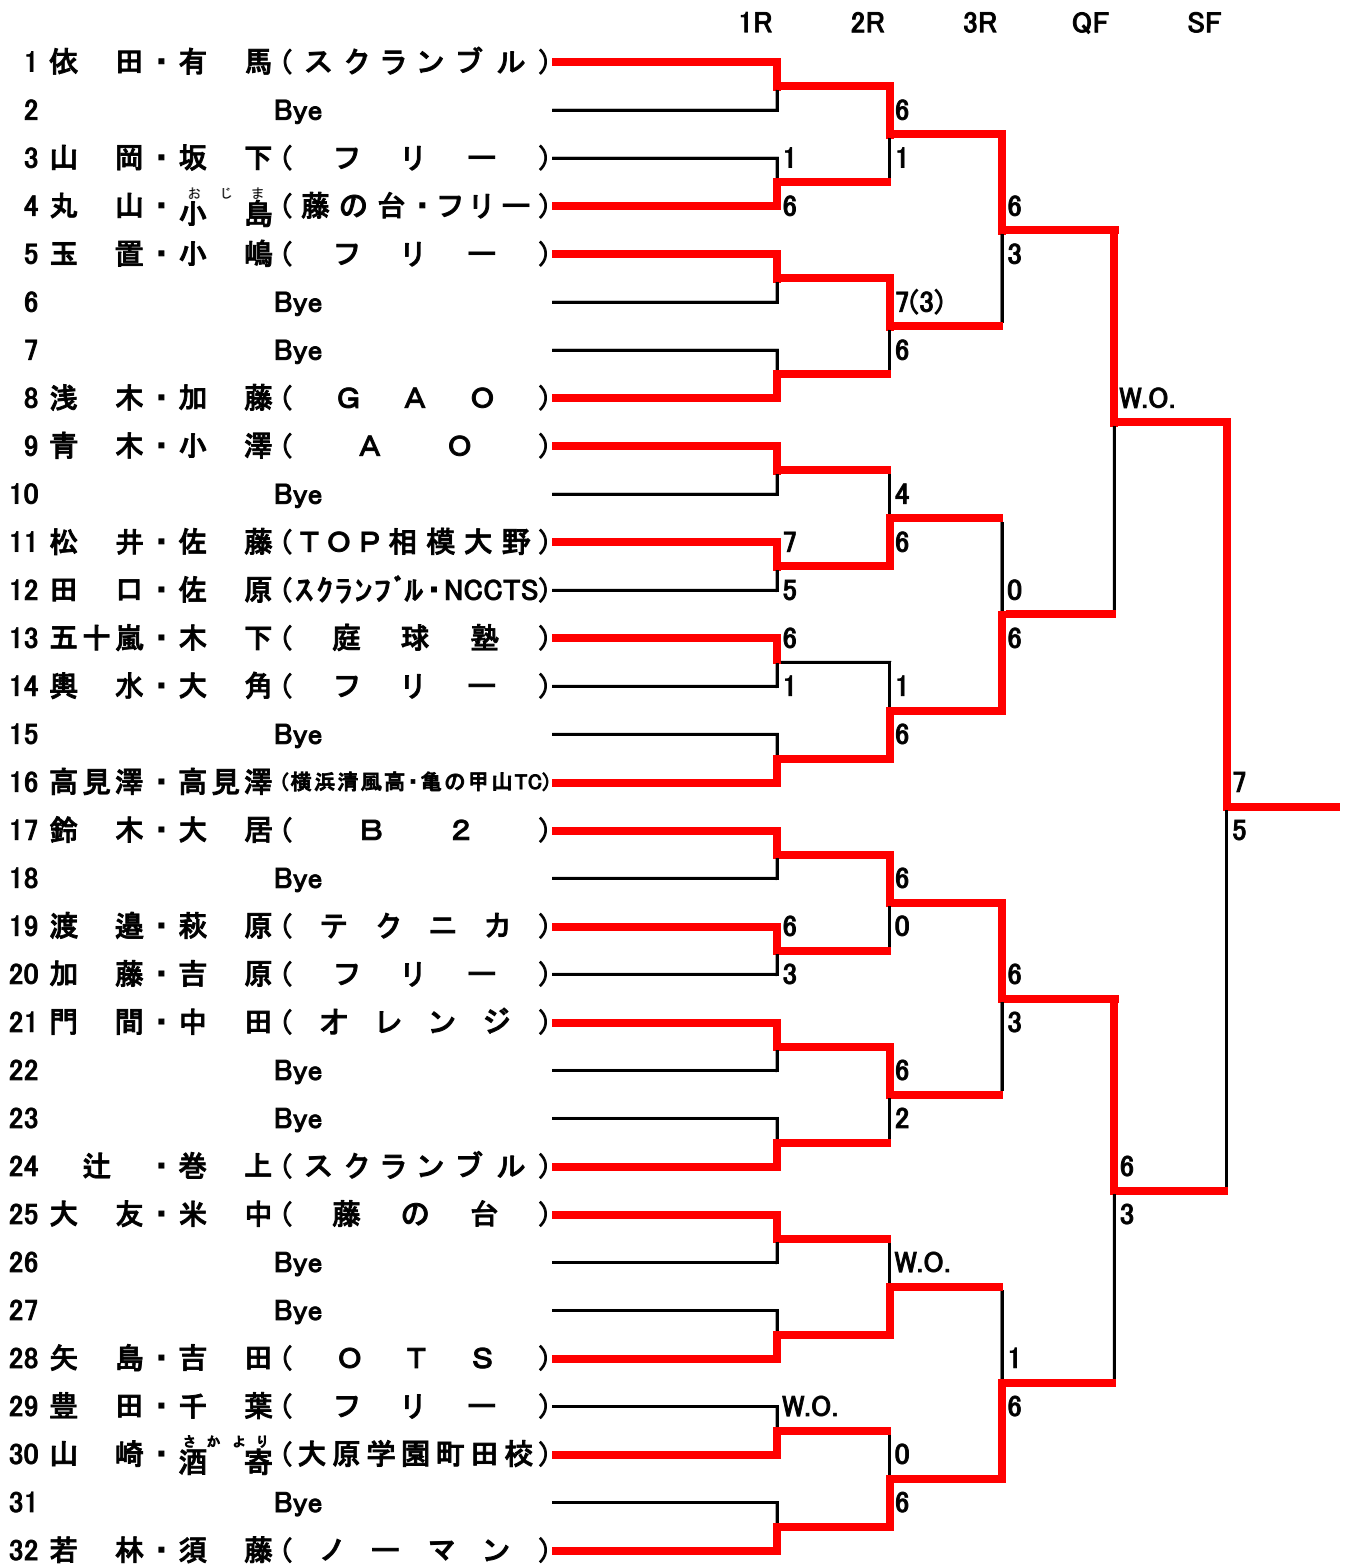 1R 2R 3R QF SF
1 依田・有馬(スクランブル)
2 Bye 6
3 山岡・坂下(フリー) 1 1
おじま
4 丸山・小島(藤の台・フリー) 6 6
5 玉置・小嶋(フリー) 3
6 Bye 7(3)
7 Bye 6
8 浅木・加藤(GAO) W.O.
9 青木・小澤(AO)
10 Bye 4
11 松井・佐藤(TOP相模大野) 7 6
12 田口・佐原(スクランブル・NCCTS) 5 0
13 五十嵐・木下(庭球塾) 6 6
14 輿水・大角(フリー) 1 1
15 Bye 6
16 高見澤・高見澤(横浜清風高・亀の甲山TC) 7
17 鈴木・大居(B2) 5
18 Bye 6
19 渡邉・萩原(テクニカ) 6 0
20 加藤・吉原(フリー) 3 6
21 門間・中田(オレンジ) 3
22 Bye 6
23 Bye 2
24 辻・巻上(スクランブル) 6
25 大友・米中(藤の台) 3
26 Bye W.O.
27 Bye
28 矢島・吉田(OTS) 1
29 豊田・千葉(フリー) W.O. 6
さかより
30 山崎・酒寄(大原学園町田校) 0
31 Bye 6
32 若林・須藤(ノーマン)